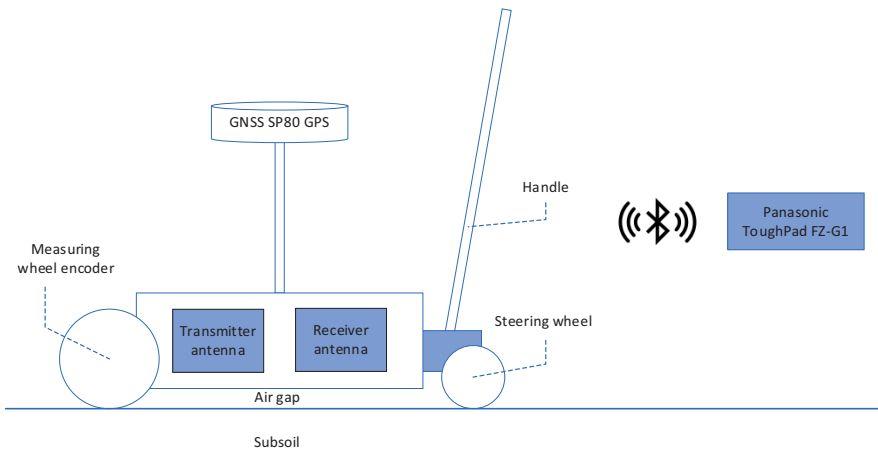 GNSS SP80 GPS
Handle
Panasonic
ToughPad FZ-G1
Measuring
wheel encoder
Transmitter
antenna
Receiver
antenna
Steering wheel
Air gap
Subsoil